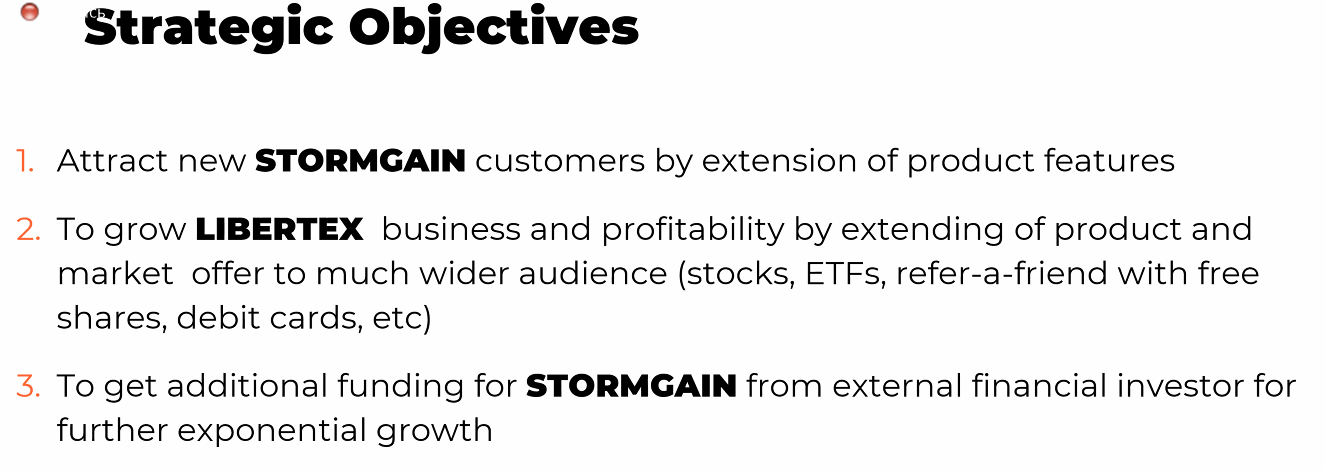 Strategic Objectives
1. Attract new STORMGAIN customers by extension of product features
2. To grow LIBERTEX business and profitability by extending of product and
market offer to much wider audience (stocks, ETFs, refer-a-friend with free
shares, debit cards, etc)
3. To get additional funding for STORMGAIN from external financial investor for
further exponential growth